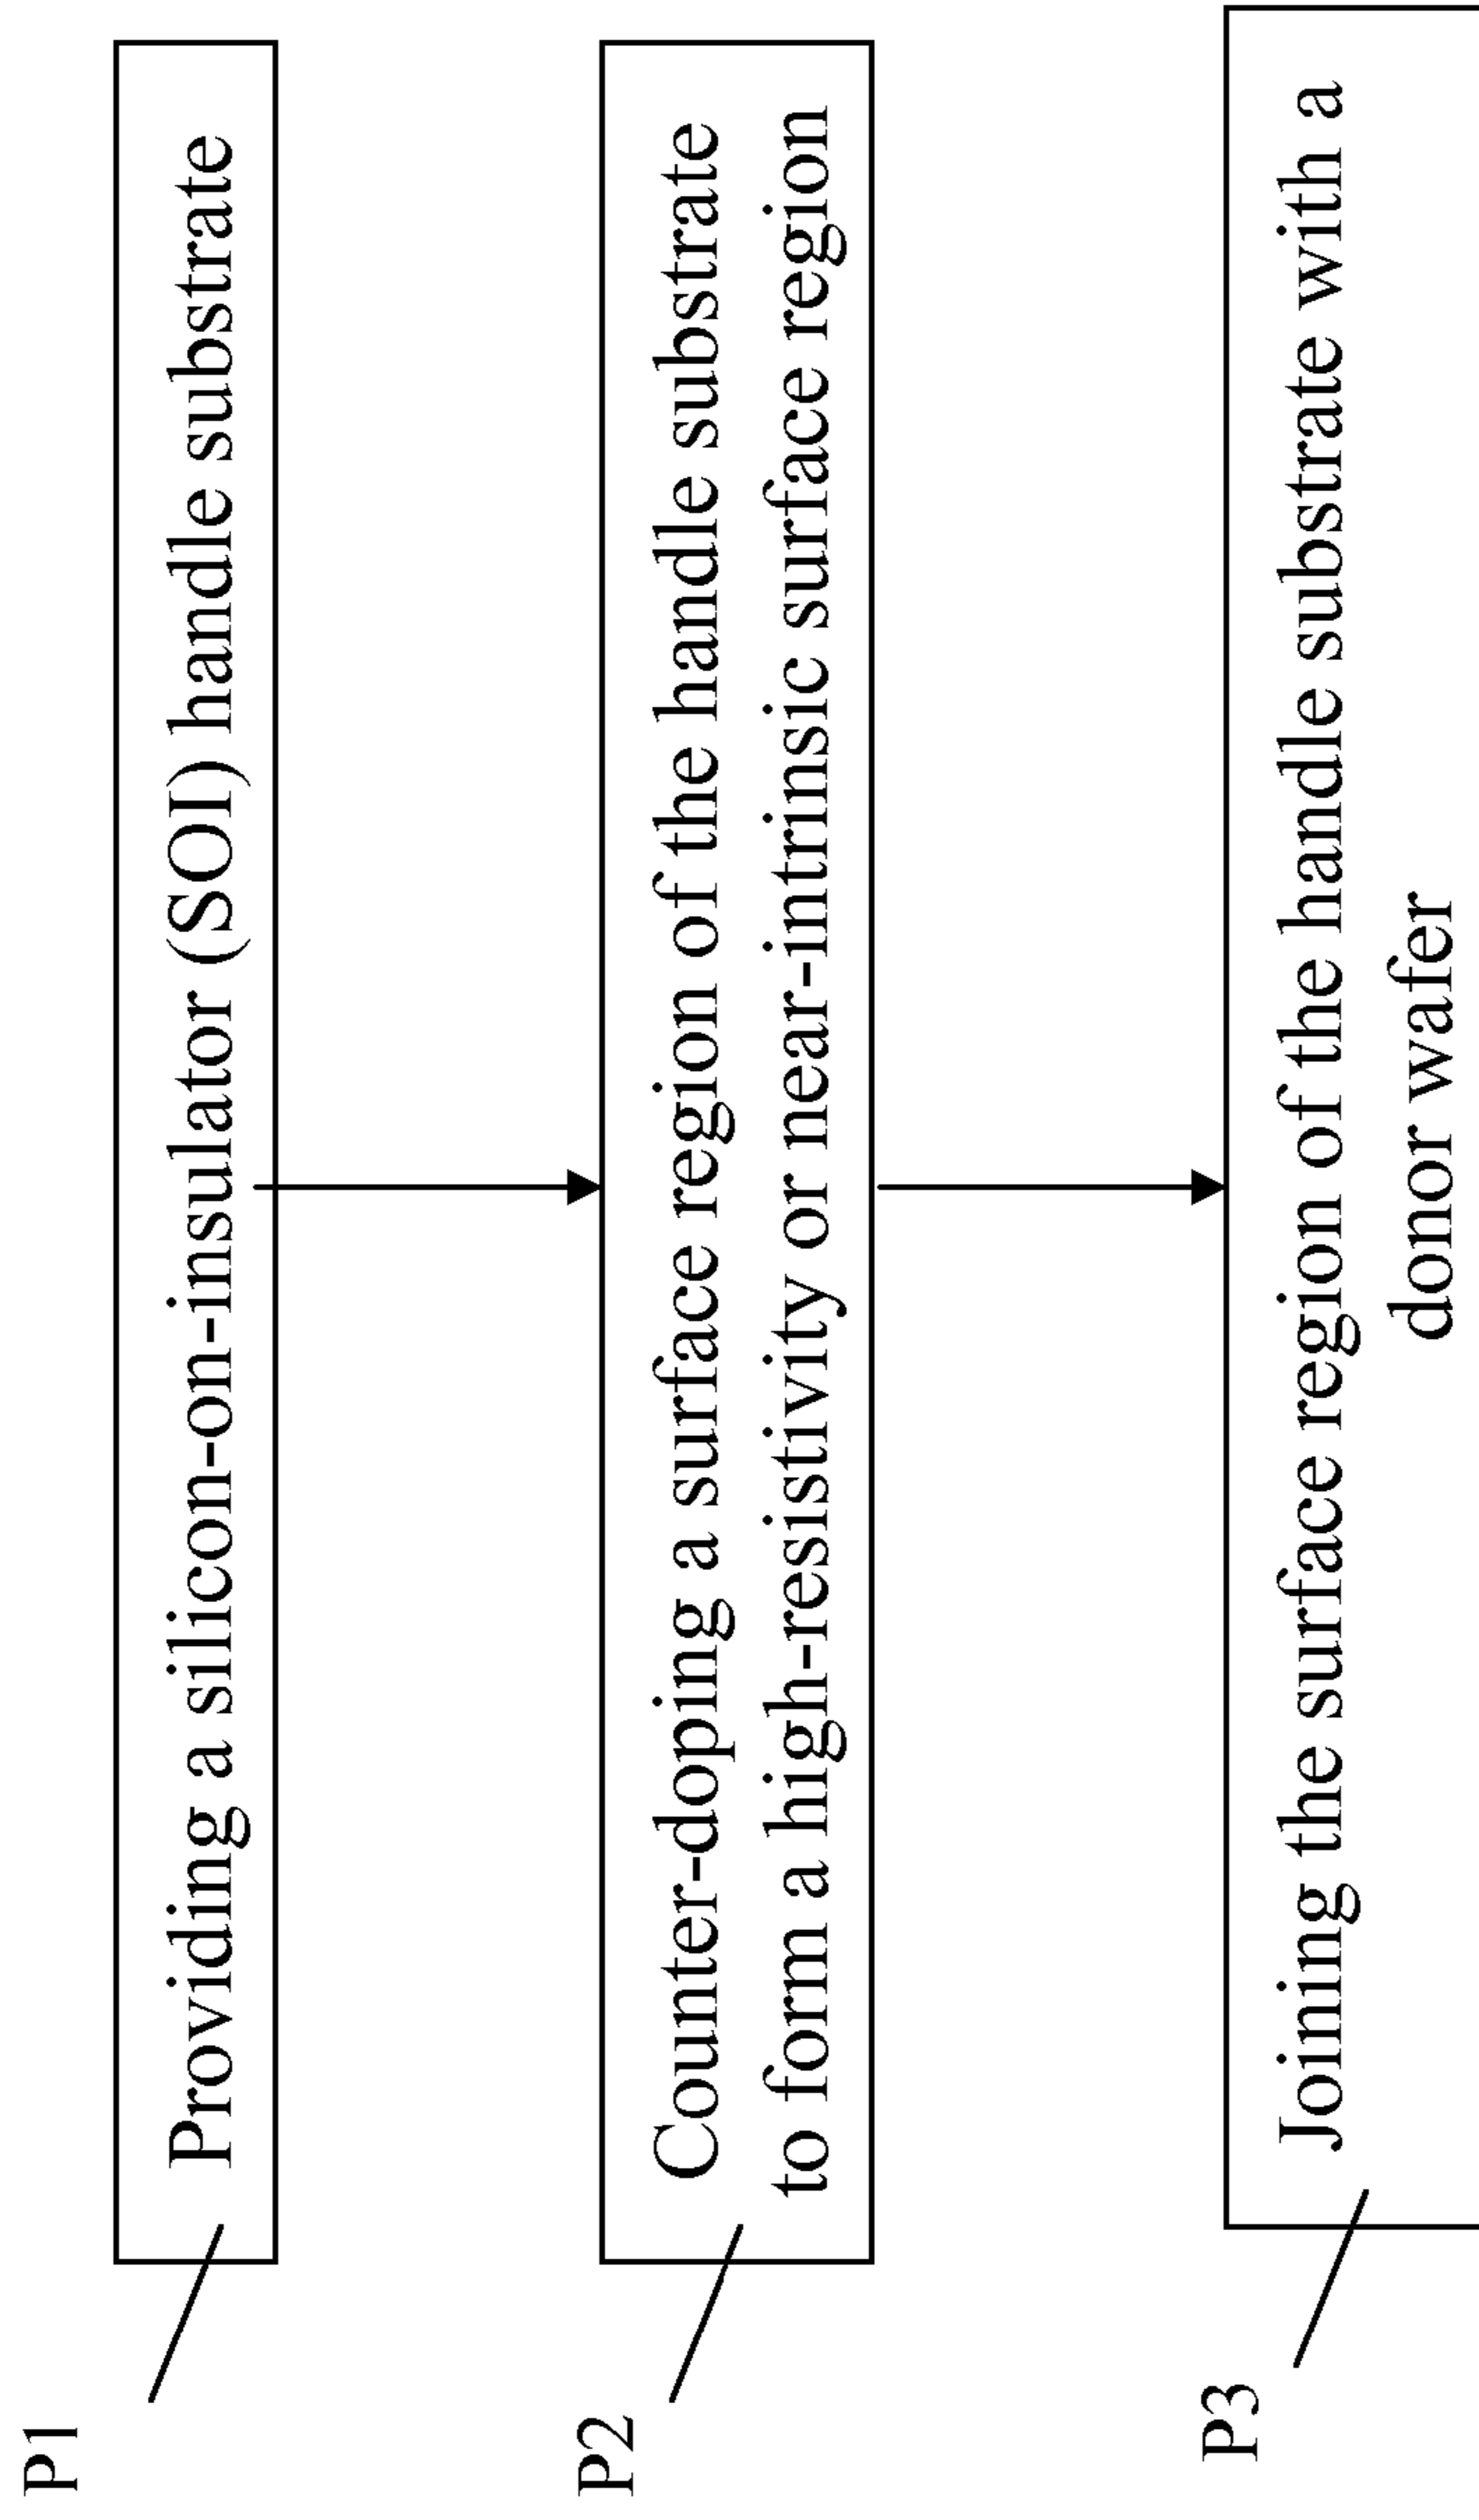 P1
Providing a silicon-on-insulator (SOI) handle substrate
P2
Counter-doping a surface region of the handle substrate
to form a high-resistivity or near-intrinsic surface region
P3
Joining the surface region of the handle substrate with a
donor wafer